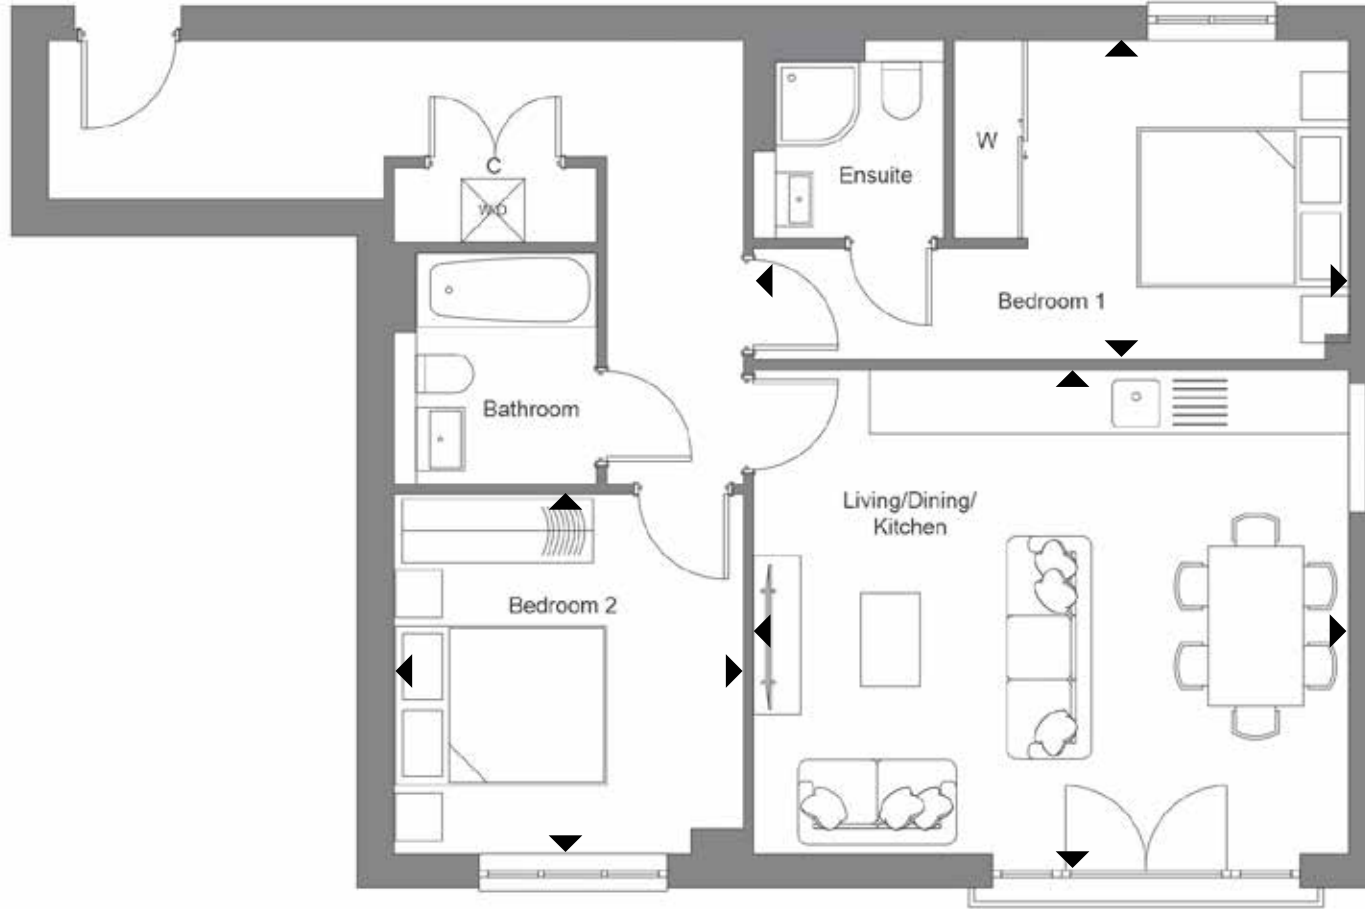 C
W
W/D
Ensuite
Bedroom 1
Bathroom
Living/Dining/
Kitchen
Bedroom 2